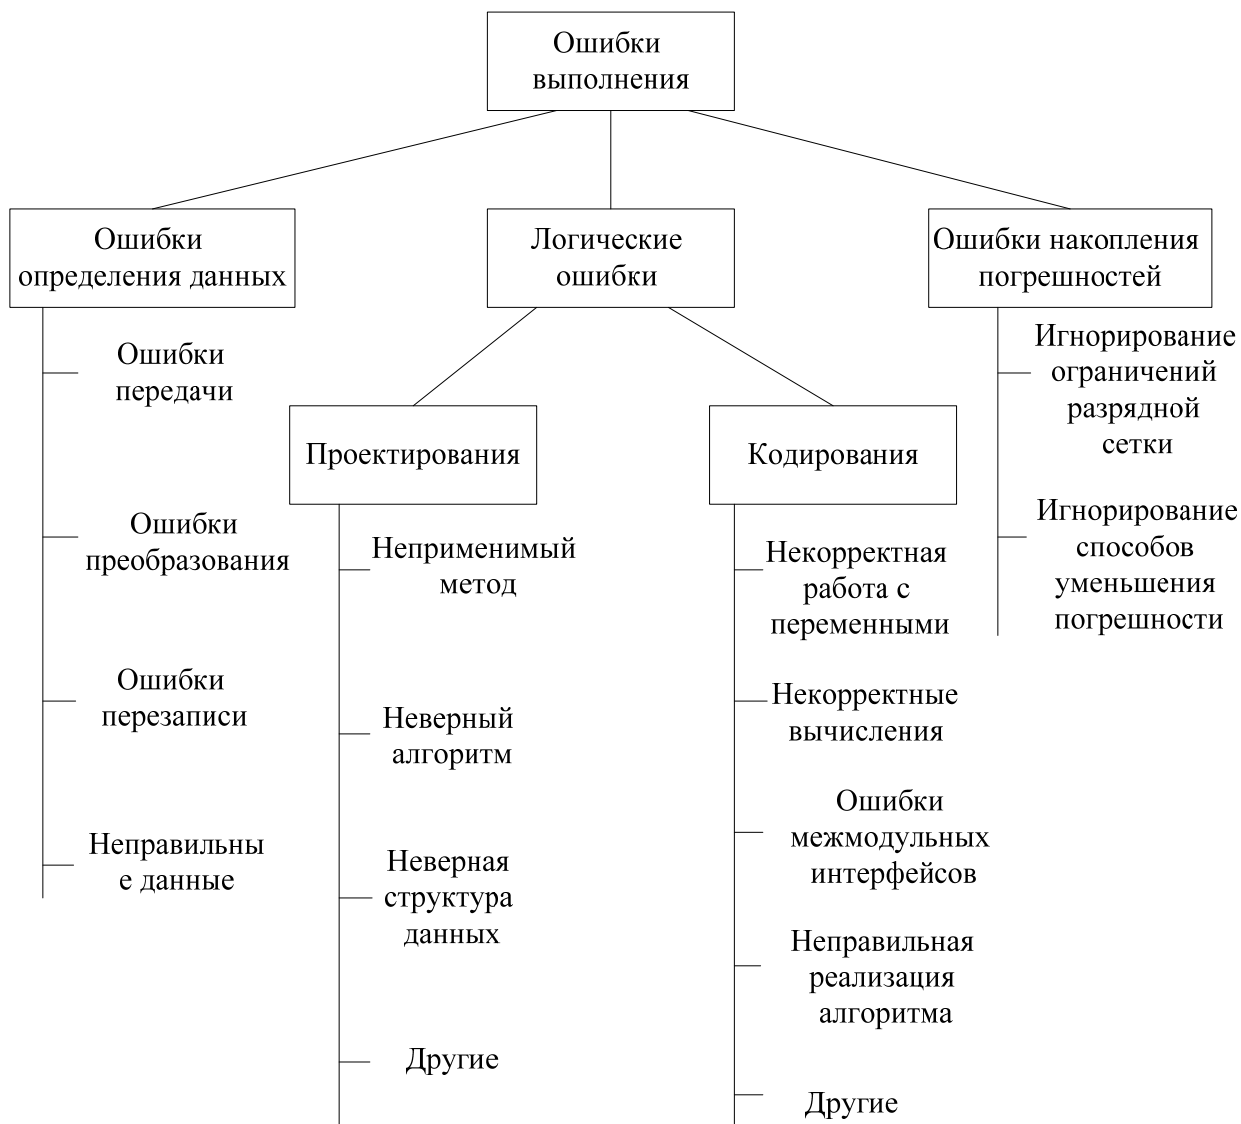 Ошибки
выполнения
Ошибки
определения данных
Логические
ошибки
Ошибки накопления
погрешностей
Ошибки
передачи
Ошибки
преобразования
Ошибки
перезаписи
Неправильны
е данные
Проектирования
Неприменимый
метод
Неверный
алгоритм
Неверная
структура
данных
Другие
Кодирования
Некорректная
работа с
переменными
Некорректные
вычисления
Ошибки
межмодульных
интерфейсов
Неправильная
реализация
алгоритма
Другие
Игнорирование
ограничений
разрядной
сетки
Игнорирование
способов
уменьшения
погрешности